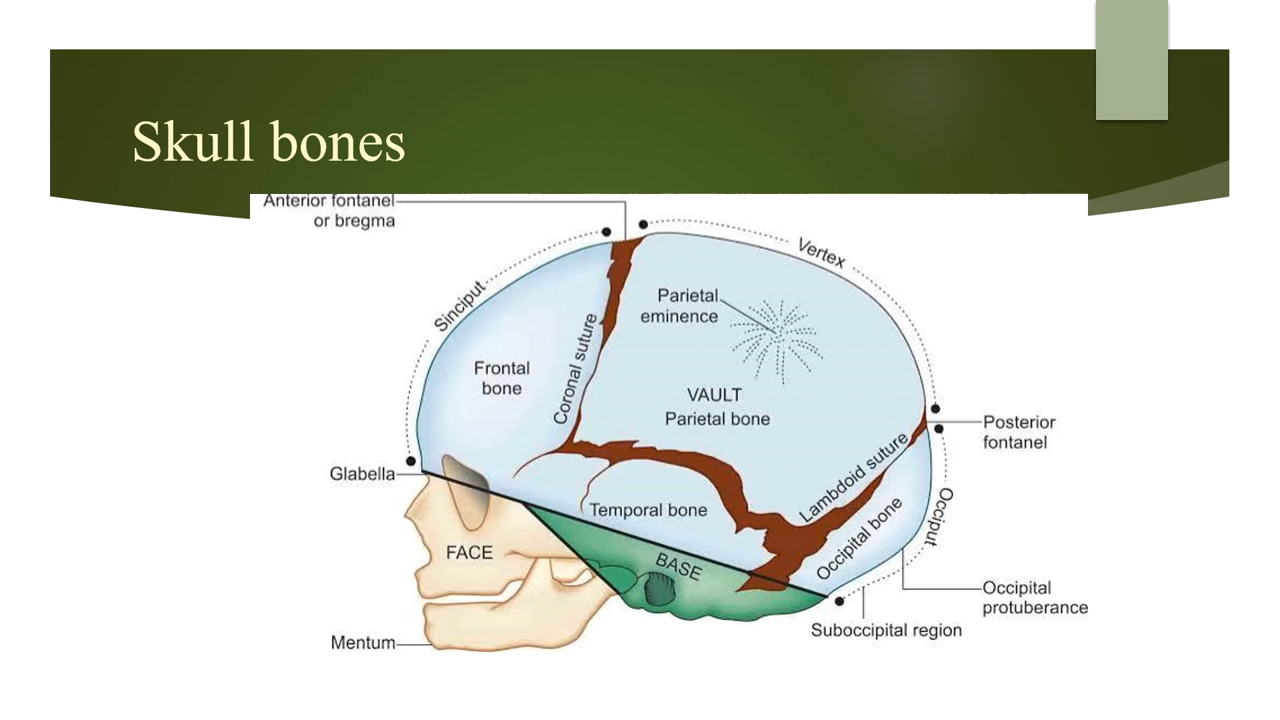 Skull bones
Anterior fontanel
or bregma
Vertex
Sinciput
Parietal
eminence
Coronal suture
Frontal
bone
VAULT
Parietal bone
Posterior
fontanel
Lambdoid suture
Glabella
Temporal bone
Occipital bone
Occiput
FACE
BASE
Occipital
protuberance
Suboccipital region
Mentum